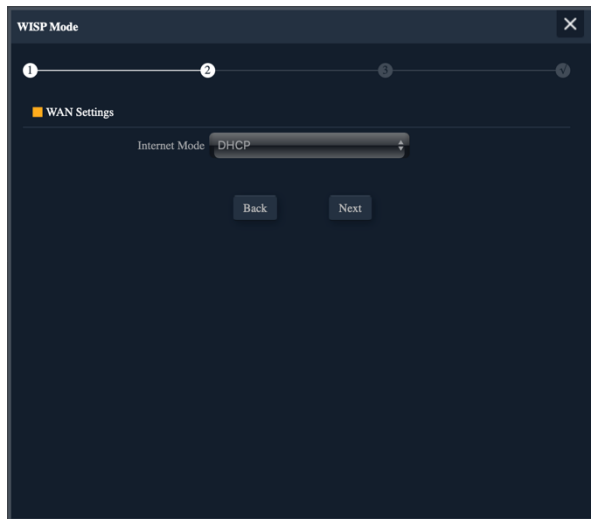 WISP Mode
1 2 3 √
WAN Settings
Internet Mode DHCP
Back Next